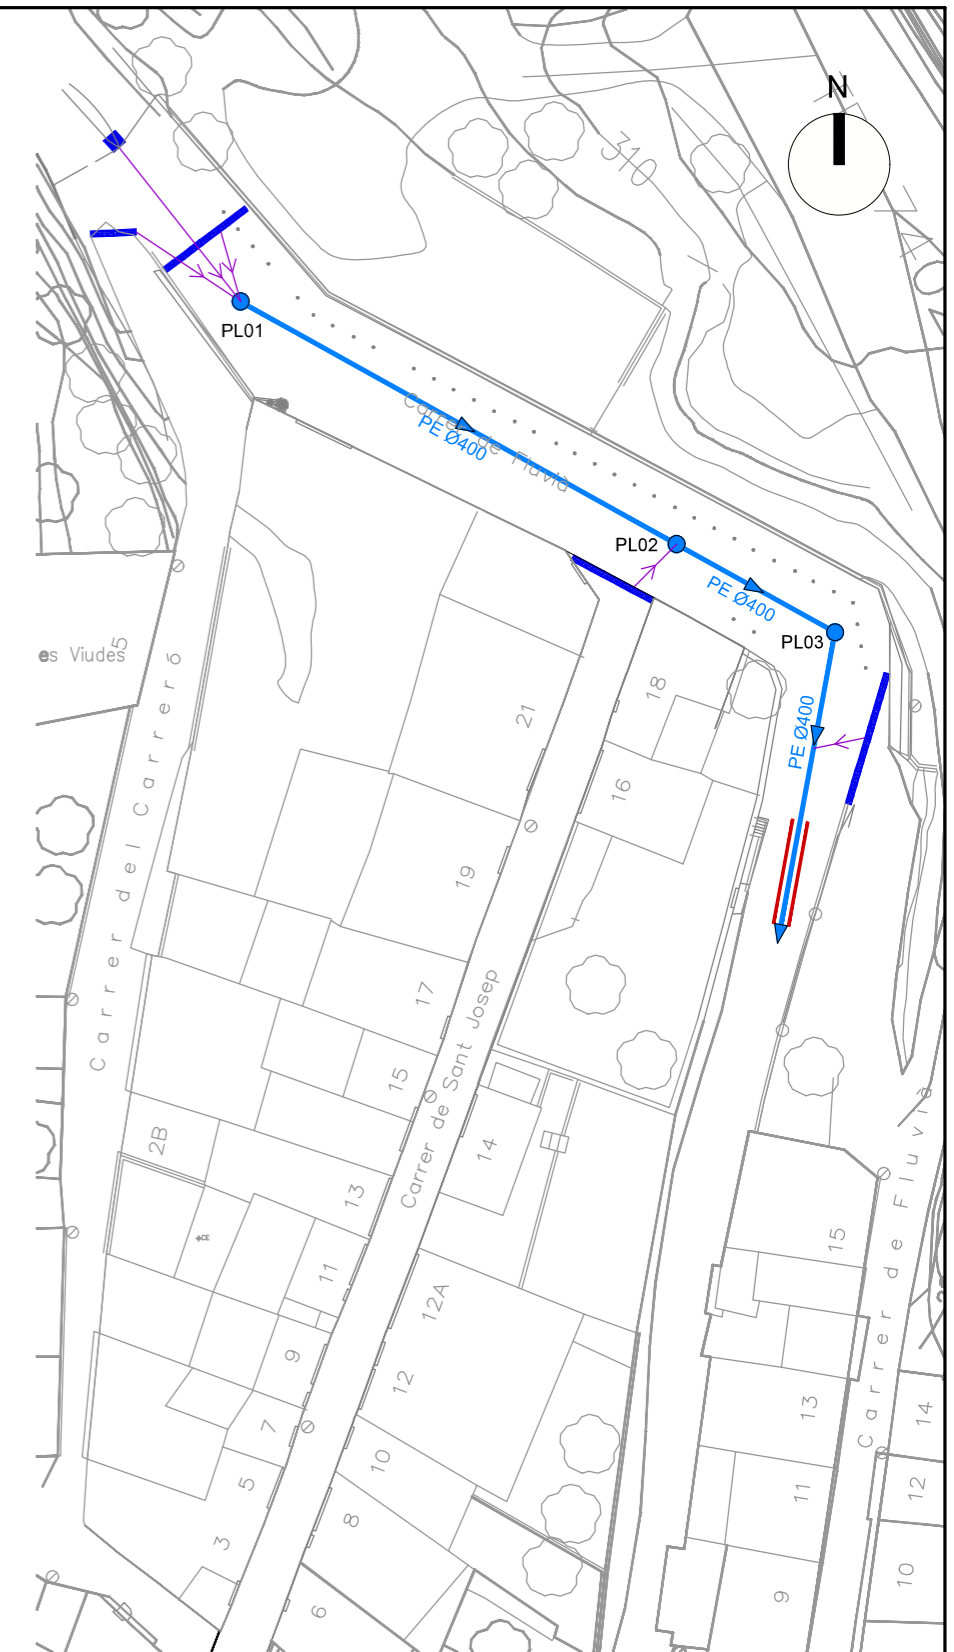 N
310
PL01
Carrer de Fluvià
PE Ø400
PL02
PE Ø400
PL03
5
es Viudes
Carrer del Carreró
18
21
PE Ø400
16
19
17
15
Carrer de Sant Josep
14
2B
13
11
15
Carrer de Fluvià
CE
12A
9
12
13
14
7
10
5
11
12
8
3
10
9
6